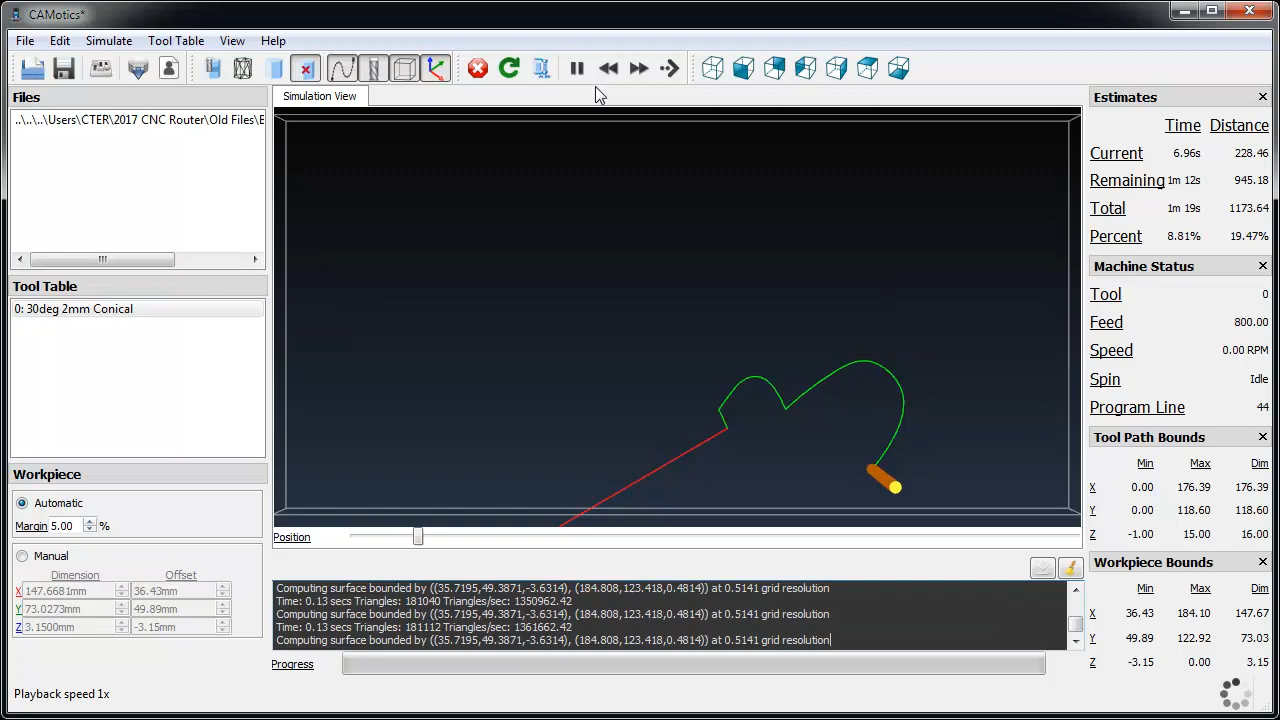 CAMotics*
File Edit Simulate Tool Table View Help
Files
..\..\..\Users\CTER\2017 CNC Router\Old Files\E
Tool Table
0: 30deg 2mm Conical
Workpiece
Automatic
Margin 5.00 %
Manual
Dimension Offset
X 147.6681mm 36.43mm
Y 73.0273mm 49.89mm
Z 3.1500mm -3.15mm
Playback speed 1x
Simulation View
Position
Computing surface bounded by ((35.7195,49.3871,-3.6314), (184.808,123.418,0.4814)) at 0.5141 grid resolution
Time: 0.13 secs Triangles: 181040 Triangles/sec: 1350962.42
Computing surface bounded by ((35.7195,49.3871,-3.6314), (184.808,123.418,0.4814)) at 0.5141 grid resolution
Time: 0.13 secs Triangles: 181112 Triangles/sec: 1361662.42
Computing surface bounded by ((35.7195,49.3871,-3.6314), (184.808,123.418,0.4814)) at 0.5141 grid resolution
Progress
Estimates
Time Distance
Current 6.96s 228.46
Remaining 1m 12s 945.18
Total 1m 19s 1173.64
Percent 8.81% 19.47%
Machine Status
Tool 0
Feed 800.00
Speed 0.00 RPM
Spin Idle
Program Line 44
Tool Path Bounds
Min Max Dim
X 0.00 176.39 176.39
Y 0.00 118.60 118.60
Z -1.00 15.00 16.00
Workpiece Bounds
Min Max Dim
X 36.43 184.10 147.67
Y 49.89 122.92 73.03
Z -3.15 0.00 3.15